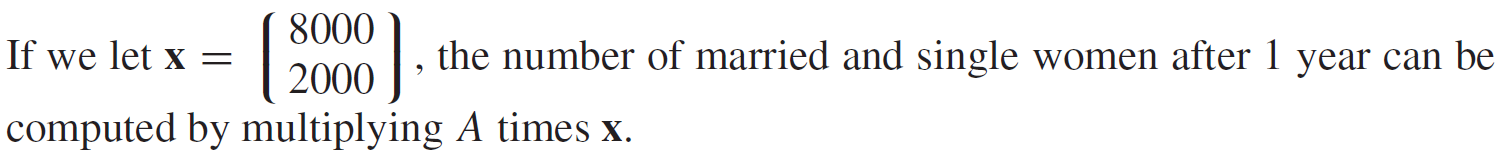 If we let x = (8000 2000), the number of married and single women after 1 year can be
computed by multiplying A times x.